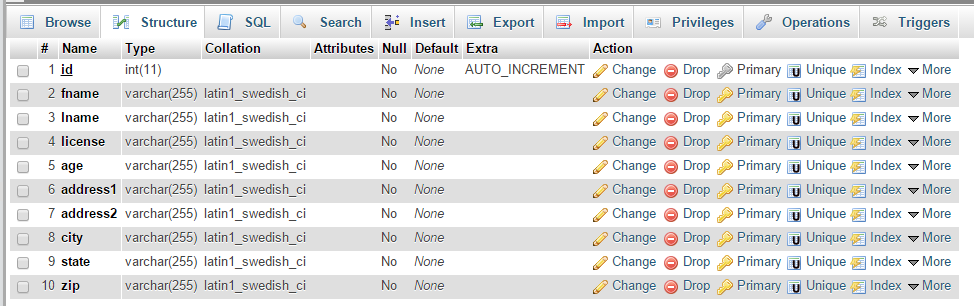 Browse Structure SQL Search Insert Export Import Privileges Operations Triggers
# Name Type Collation Attributes Null Default Extra Action
1 id int(11) No None AUTO_INCREMENT Change Drop Primary Unique Index More
2 fname varchar(255) latin1_swedish_ci No None Change Drop Primary Unique Index More
3 lname varchar(255) latin1_swedish_ci No None Change Drop Primary Unique Index More
4 license varchar(255) latin1_swedish_ci No None Change Drop Primary Unique Index More
5 age varchar(255) latin1_swedish_ci No None Change Drop Primary Unique Index More
6 address1 varchar(255) latin1_swedish_ci No None Change Drop Primary Unique Index More
7 address2 varchar(255) latin1_swedish_ci No None Change Drop Primary Unique Index More
8 city varchar(255) latin1_swedish_ci No None Change Drop Primary Unique Index More
9 state varchar(255) latin1_swedish_ci No None Change Drop Primary Unique Index More
10 zip varchar(255) latin1_swedish_ci No None Change Drop Primary Unique Index More